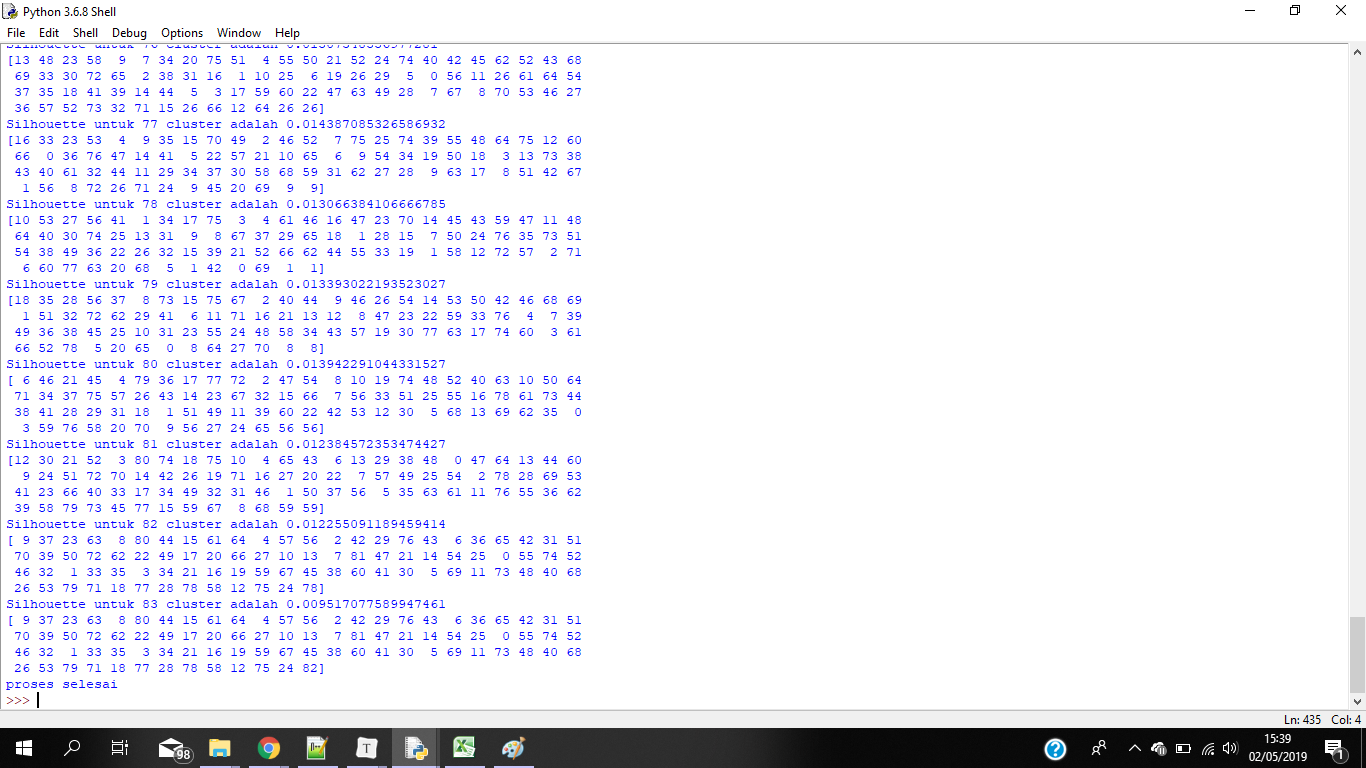 Python 3.6.8 Shell
File Edit Shell Debug Options Window Help
[13 48 23 58  9  7 34 20 75 51  4 55 50 21 52 24 74 40 42 45 62 52 43 68
 69 33 30 72 65  2 38 31 16  1 10 25  6 19 26 29  5  0 56 11 26 61 64 54
 37 35 18 41 39 14 44  5  3 17 59 60 22 47 63 49 28  7 67  8 70 53 46 27
 36 57 52 73 32 71 15 26 66 12 64 26 26]
Silhouette untuk 77 cluster adalah 0.014387085326586932
[16 33 23 53  4  9 35 15 70 49  2 46 52  7 75 25 74 39 55 48 64 75 12 60
 66  0 36 76 47 14 41  5 22 57 21 10 65  6  9 54 34 19 50 18  3 13 73 38
 43 40 61 32 44 11 29 34 37 30 58 68 59 31 62 27 28  9 63 17  8 51 42 67
  1 56  8 72 26 71 24  9 45 20 69  9  9]
Silhouette untuk 78 cluster adalah 0.013066384106666785
[10 53 27 56 41  1 34 17 75  3  4 61 46 16 47 23 70 14 45 43 59 47 11 48
 64 40 30 74 25 13 31  9  8 67 37 29 65 18  1 28 15  7 50 24 76 35 73 51
 54 38 49 36 22 26 32 15 39 21 52 66 62 44 55 33 19  1 58 12 72 57  2 71
  6 60 77 63 20 68  5  1 42  0 69  1  1]
Silhouette untuk 79 cluster adalah 0.013393022193523027
[18 35 28 56 37  8 73 15 75 67  2 40 44  9 46 26 54 14 53 50 42 46 68 69
  1 51 32 72 62 29 41  6 11 71 16 21 13 12  8 47 23 22 59 33 76  4  7 39
 49 36 38 45 25 10 31 23 55 24 48 58 34 43 57 19 30 77 63 17 74 60  3 61
 66 52 78  5 20 65  0  8 64 27 70  8  8]
Silhouette untuk 80 cluster adalah 0.013942291044331527
[ 6 46 21 45  4 79 36 17 77 72  2 47 54  8 10 19 74 48 52 40 63 10 50 64
 71 34 37 75 57 26 43 14 23 67 32 15 66  7 56 33 51 25 55 16 78 61 73 44
 38 41 28 29 31 18  1 51 49 11 39 60 22 42 53 12 30  5 68 13 69 62 35  0
  3 59 76 58 20 70  9 56 27 24 65 56 56]
Silhouette untuk 81 cluster adalah 0.012384572353474427
[12 30 21 52  3 80 74 18 75 10  4 65 43  6 13 29 38 48  0 47 64 13 44 60
  9 24 51 72 70 14 42 26 19 71 16 27 20 22  7 57 49 25 54  2 78 28 69 53
 41 23 66 40 33 17 34 49 32 31 46  1 50 37 56  5 35 63 61 11 76 55 36 62
 39 58 79 73 45 77 15 59 67  8 68 59 59]
Silhouette untuk 82 cluster adalah 0.012255091189459414
[ 9 37 23 63  8 80 44 15 61 64  4 57 56  2 42 29 76 43  6 36 65 42 31 51
 70 39 50 72 62 22 49 17 20 66 27 10 13  7 81 47 21 14 54 25  0 55 74 52
 46 32  1 33 35  3 34 21 16 19 59 67 45 38 60 41 30  5 69 11 73 48 40 68
 26 53 79 71 18 77 28 78 58 12 75 24 78]
Silhouette untuk 83 cluster adalah 0.009517077589947461
[ 9 37 23 63  8 80 44 15 61 64  4 57 56  2 42 29 76 43  6 36 65 42 31 51
 70 39 50 72 62 22 49 17 20 66 27 10 13  7 81 47 21 14 54 25  0 55 74 52
 46 32  1 33 35  3 34 21 16 19 59 67 45 38 60 41 30  5 69 11 73 48 40 68
 26 53 79 71 18 77 28 78 58 12 75 24 82]
proses selesai
>>>
Ln: 435 Col: 4
98
15:39
02/05/2019
1